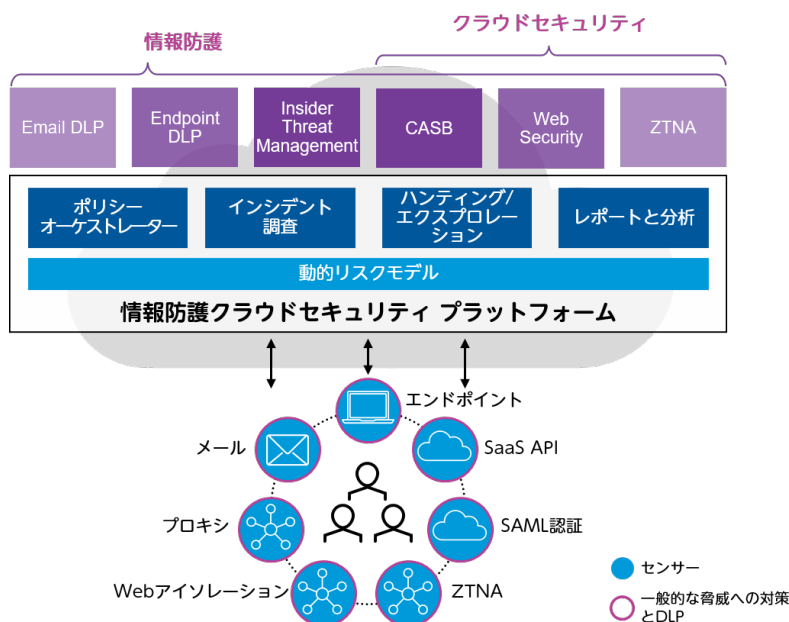 クラウドセキュリティ
情報防護
Email DLP
Endpoint
DLP
Insider
Threat
Management
CASB
Web
Security
ZTNA
ポリシー
オーケストレーター
インシデント
調査
ハンティング/
エクスプロレー
ション
レポートと分析
動的リスクモデル
情報防護クラウドセキュリティ プラットフォーム
エンドポイント
メール
SaaS API
プロキシ
SAML認証
Webアイソレーション
ZTNA
センサー
一般的な脅威への対策
とDLP